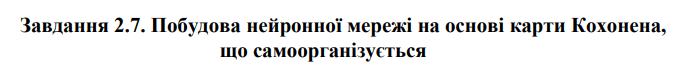 Завдання 2.7. Побудова нейронної мережі на основі карти Кохонена,
що самоорганізується